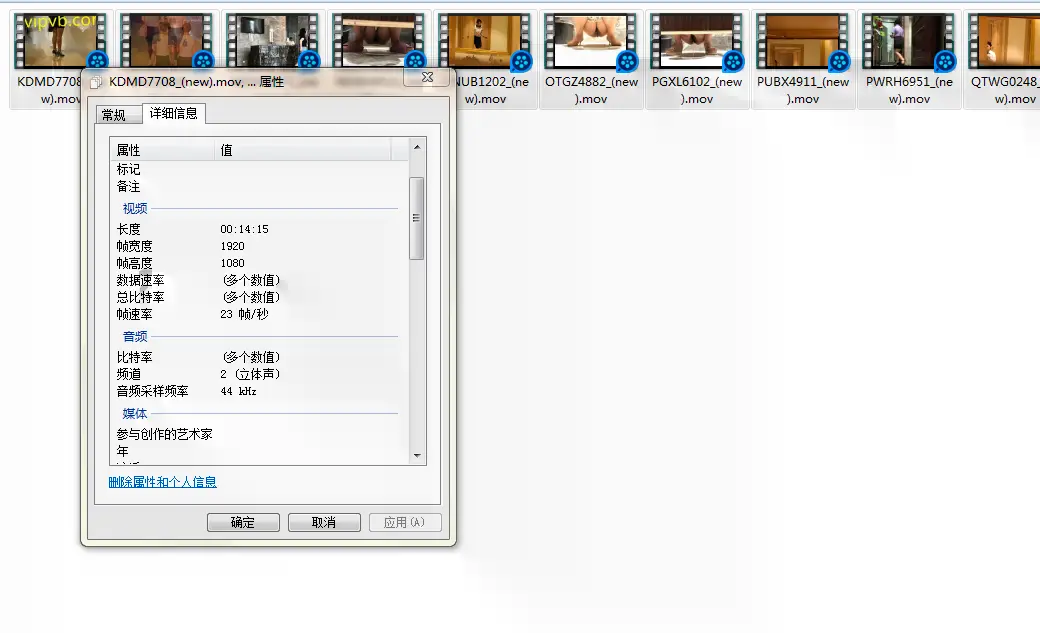 vipvb.com
KDMD7708
w).mov
NUB1202_(ne
w).mov
OTGZ4882_(new
).mov
PGXL6102_(new
).mov
PUBX4911_(new
).mov
PWRH6951_(ne
w).mov
QTWG0248_
w).mov
KDMD7708_(new).mov, ... 属性
常规
详细信息
属性 值
标记
备注
视频
长度 00:14:15
帧宽度 1920
帧高度 1080
数据速率 (多个数值)
总比特率 (多个数值)
帧速率 23 帧/秒
音频
比特率 (多个数值)
频道 2 (立体声)
音频采样频率 44 kHz
媒体
参与创作的艺术家
年
删除属性和个人信息
确定
取消
应用(A)